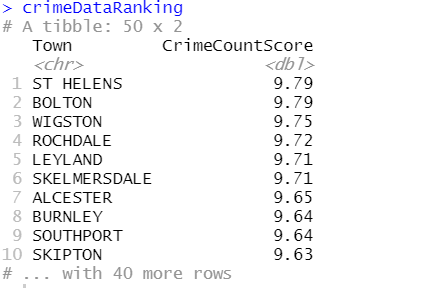 > crimeDataRanking
# A tibble: 50 x 2
Town CrimeCountScore
<chr> <dbl>
1 ST HELENS 9.79
2 BOLTON 9.79
3 WIGSTON 9.75
4 ROCHDALE 9.72
5 LEYLAND 9.71
6 SKELMERSDALE 9.71
7 ALCESTER 9.65
8 BURNLEY 9.64
9 SOUTHPORT 9.64
10 SKIPTON 9.63
# ... with 40 more rows